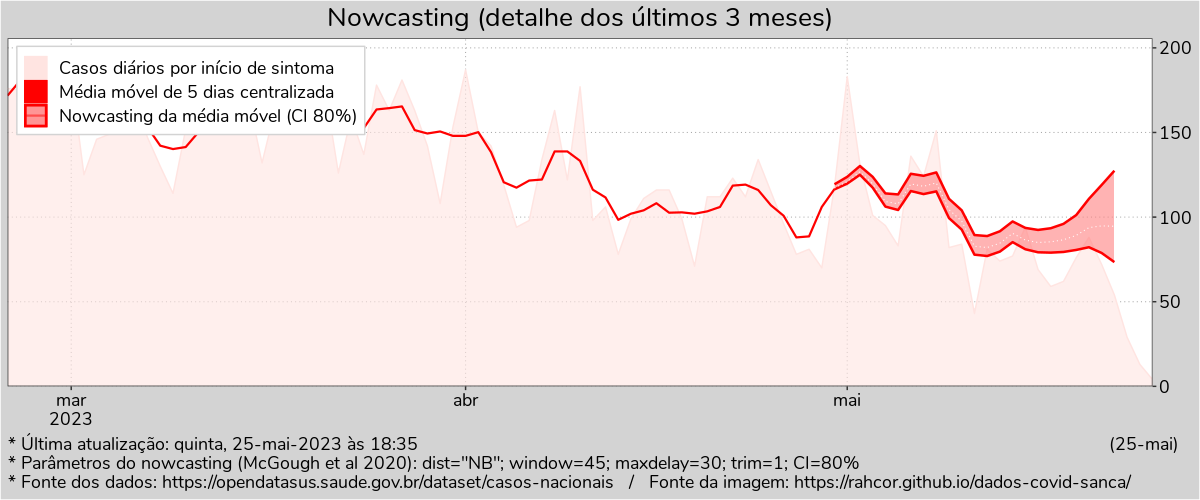 Nowcasting (detalhe dos últimos 3 meses)
Casos diários por início de sintoma
Média móvel de 5 dias centralizada
Nowcasting da média móvel (CI 80%)
200
150
100
50
0
mar abr mai
2023
* Última atualização: quinta, 25-mai-2023 às 18:35 (25-mai)
* Parâmetros do nowcasting (McGough et al 2020): dist="NB"; window=45; maxdelay=30; trim=1; CI=80%
* Fonte dos dados: https://opendatasus.saude.gov.br/dataset/casos-nacionais / Fonte da imagem: https://rahcor.github.io/dados-covid-sanca/